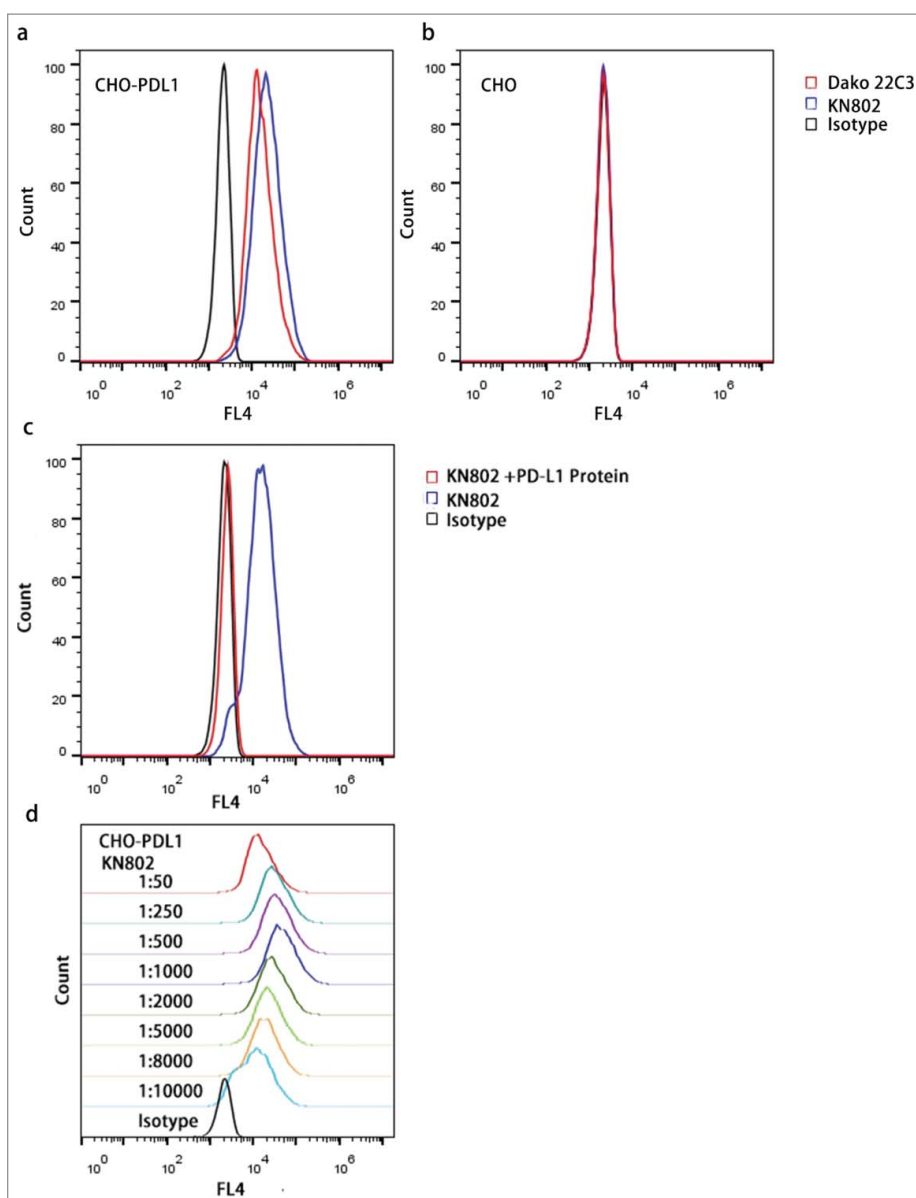 a
b
CHO-PDL1
CHO
Dako 22C3
KN802
Isotype
100
80
60
40
20
0
Count
10^0
10^2
10^4
10^6
FL4
100
80
60
40
20
0
Count
10^0
10^2
10^4
10^6
FL4
c
KN802 +PD-L1 Protein
KN802
Isotype
100
80
60
40
20
0
Count
10^0
10^2
10^4
10^6
FL4
d
CHO-PDL1
KN802
1:50
1:250
1:500
1:1000
1:2000
1:5000
1:8000
1:10000
Isotype
Count
10^0
10^2
10^4
10^6
FL4